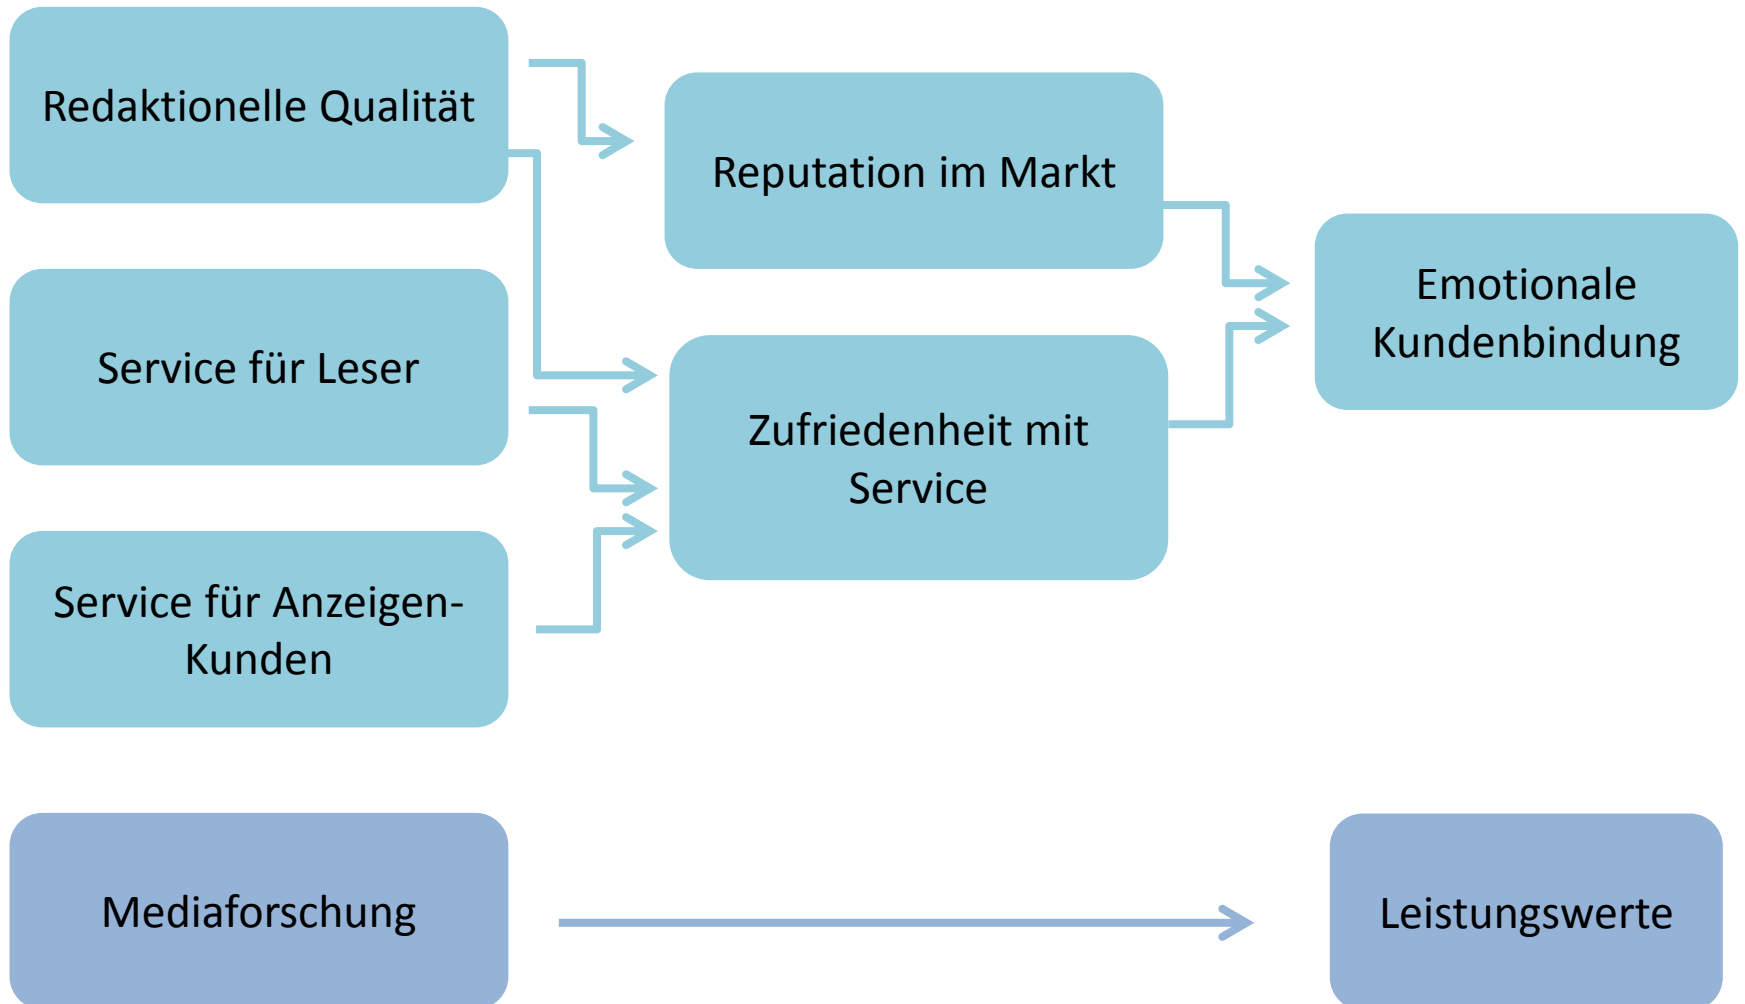 Redaktionelle Qualität
Reputation im Markt
Emotionale
Kundenbindung
Service für Leser
Zufriedenheit mit
Service
Service für Anzeigen-
Kunden
Mediaforschung
Leistungswerte